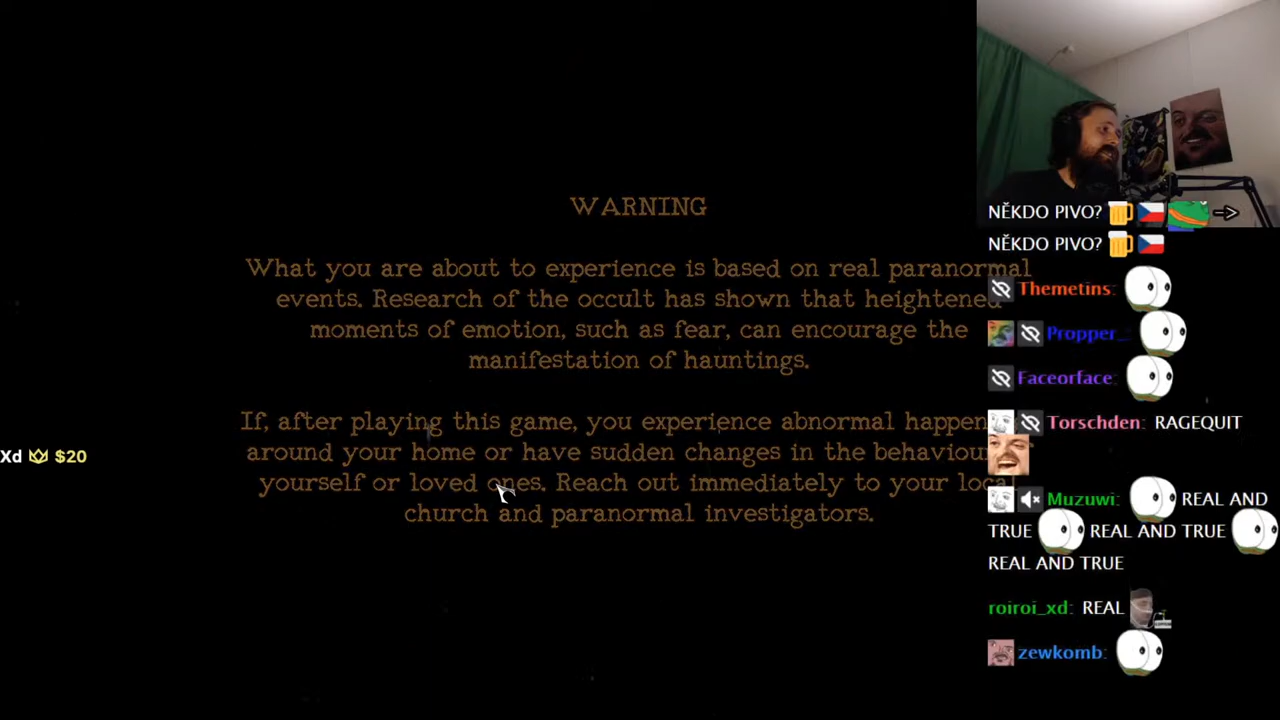 WARNING
What you are about to experience is based on real paranormal
events. Research of the occult has shown that heightened
moments of emotion, such as fear, can encourage the
manifestation of hauntings.
If, after playing this game, you experience abnormal happen
around your home or have sudden changes in the behaviou
yourself or loved ones. Reach out immediately to your local
church and paranormal investigators.
Xd $20
NĚKDO PIVO?
NĚKDO PIVO?
Themetins:
Propper_:
Faceorface:
Torschden: RAGEQUIT
Muzuwi: REAL AND
TRUE REAL AND TRUE
REAL AND TRUE
roiroi_xd: REAL
zewkomb: